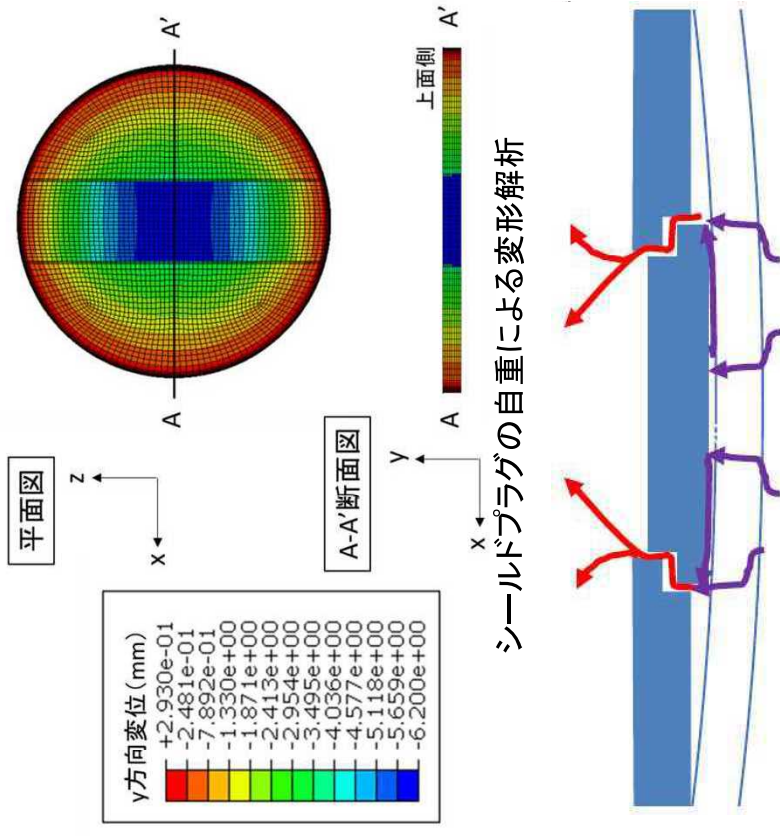 平面図
z
x
A
A'
A-A'断面図
y
x
A
上面側
A'
y方向変位(mm)
+2.930e-01
-2.481e-01
-7.892e-01
-1.330e+00
-1.871e+00
-2.413e+00
-2.954e+00
-3.495e+00
-4.036e+00
-4.577e+00
-5.118e+00
-5.659e+00
-6.200e+00
シールドプラグの自重による変形解析